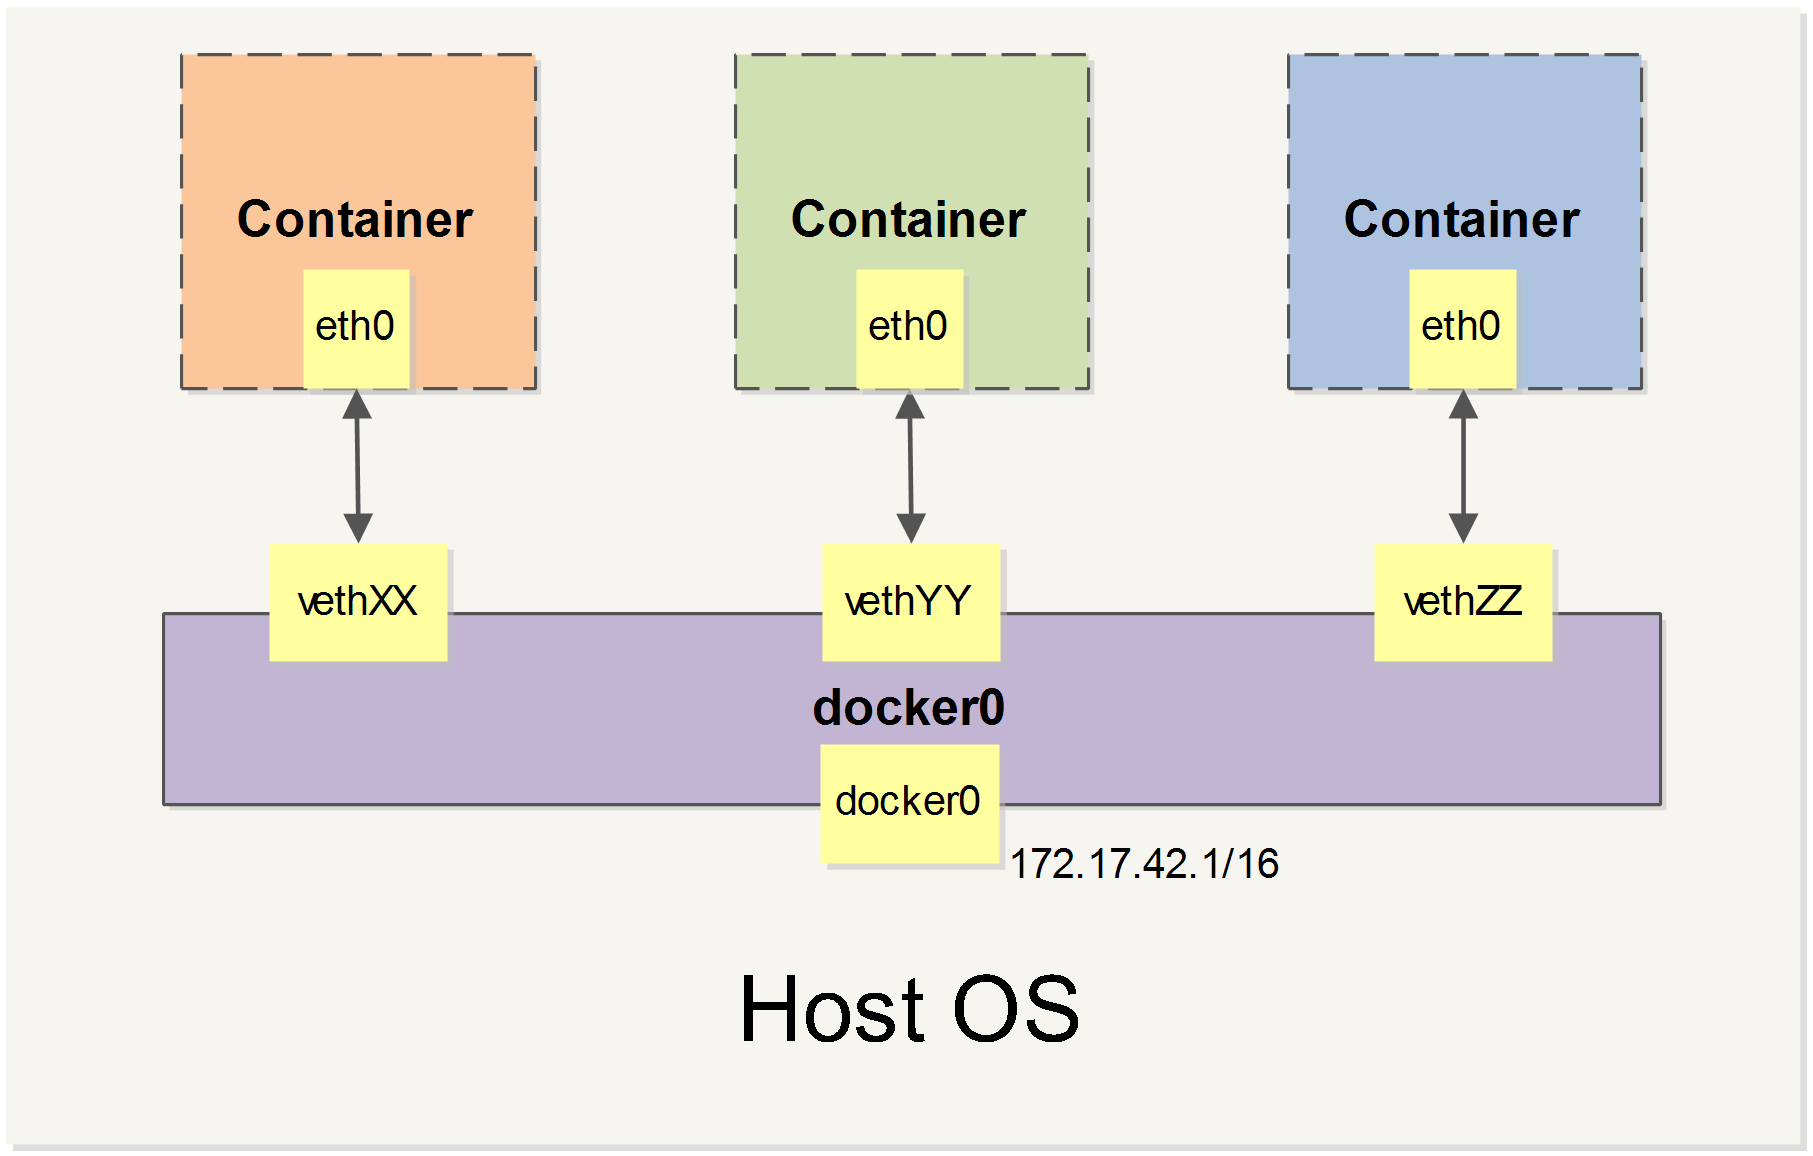 Container
Container
Container
eth0
eth0
eth0
vethXX
vethYY
vethZZ
docker0
docker0
172.17.42.1/16
Host OS